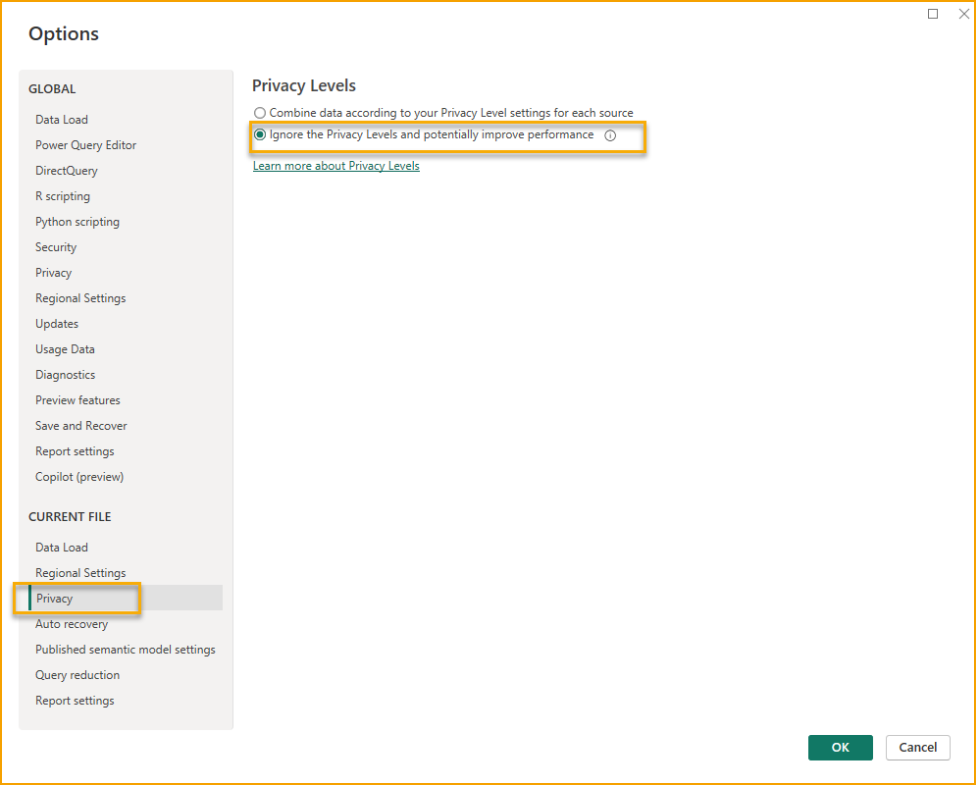 Options
GLOBAL
Data Load
Power Query Editor
DirectQuery
R scripting
Python scripting
Security
Privacy
Regional Settings
Updates
Usage Data
Diagnostics
Preview features
Save and Recover
Report settings
Copilot (preview)
CURRENT FILE
Data Load
Regional Settings
Privacy
Auto recovery
Published semantic model settings
Query reduction
Report settings
Privacy Levels
Combine data according to your Privacy Level settings for each source
Ignore the Privacy Levels and potentially improve performance
Learn more about Privacy Levels
OK
Cancel